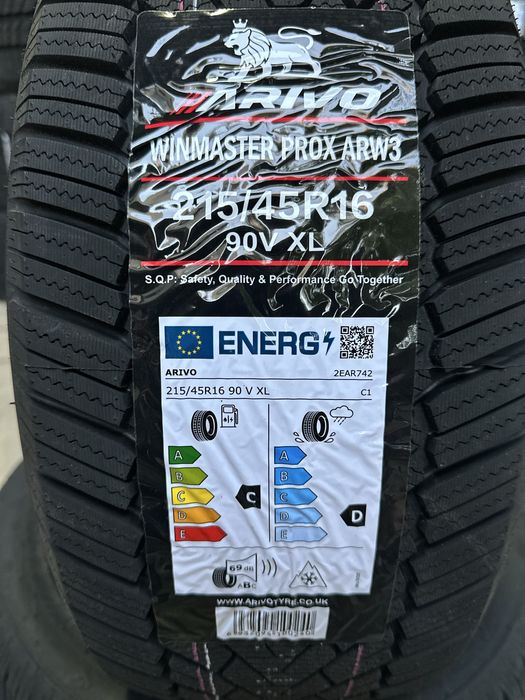 ARIVO
WINMASTER PROX ARW3
215/45R16
90V XL
S.Q.P: Safety, Quality & Performance Go Together
ENERG
ARIVO 2EAR742
215/45R16 90 V XL C1
A A
B B
C C C
D D D
E E
69 dB
ABC
WWW.ARIVOTYRE.CO.UK